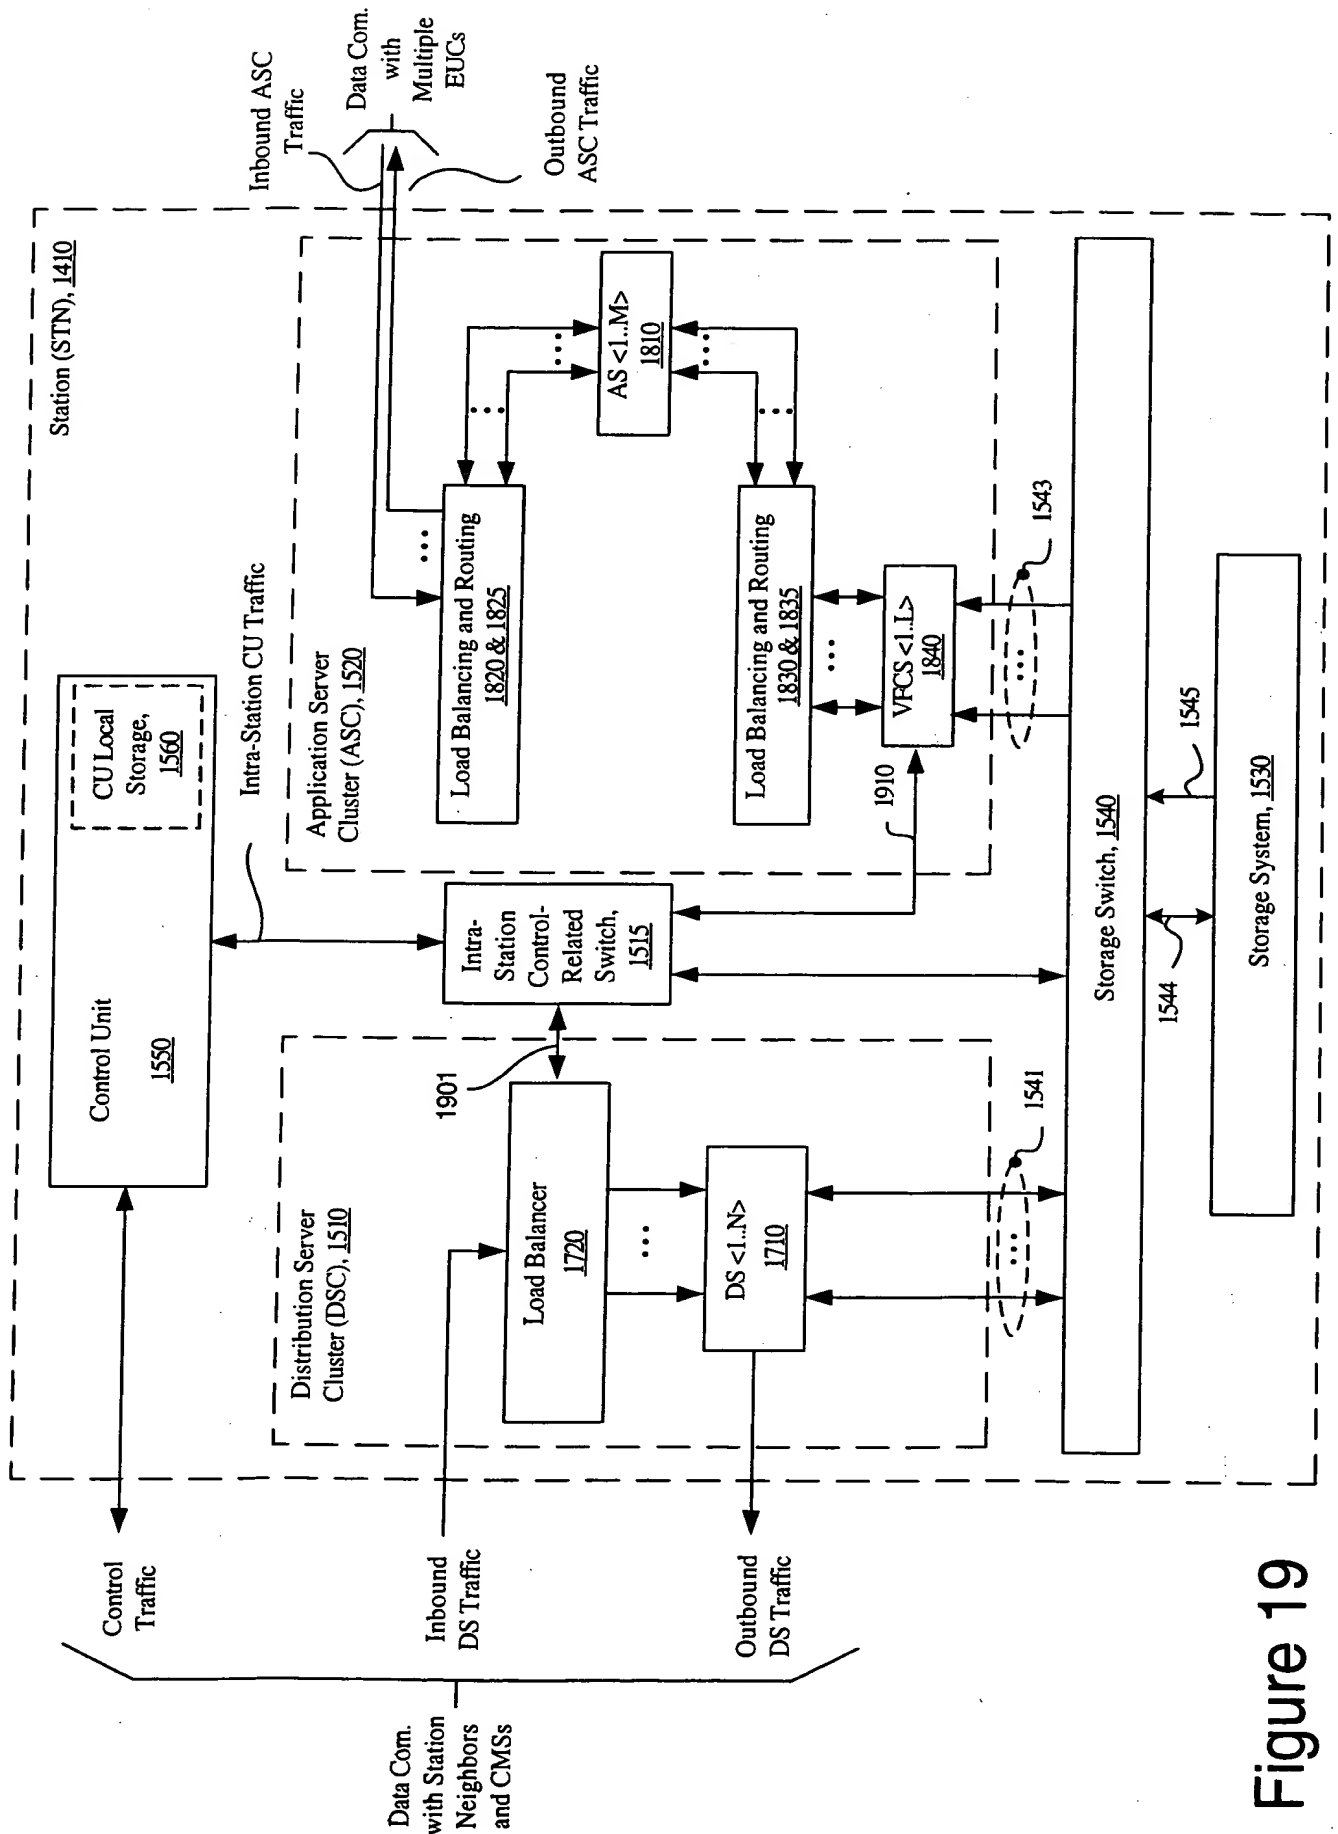 Station (STN), 1410
Control Unit
1550
CU Local
Storage,
1560
Control
Traffic
Intra-Station CU Traffic
Inbound ASC
Traffic
Data Com.
with
Multiple
EUCs
Outbound
ASC Traffic
Distribution Server
Cluster (DSC), 1510
Application Server
Cluster (ASC), 1520
Inbound
DS Traffic
Load Balancer
1720
1901
Intra-
Station
Control-
Related
Switch,
1515
Load Balancing and Routing
1820 & 1825
AS <1..M>
1810
Outbound
DS Traffic
DS <1..N>
1710
Load Balancing and Routing
1830 & 1835
1910
VFCS <1..L>
1840
Data Com.
with Station
Neighbors
and CMSs
1541
1543
Storage Switch, 1540
1544
1545
Storage System, 1530
Figure 19